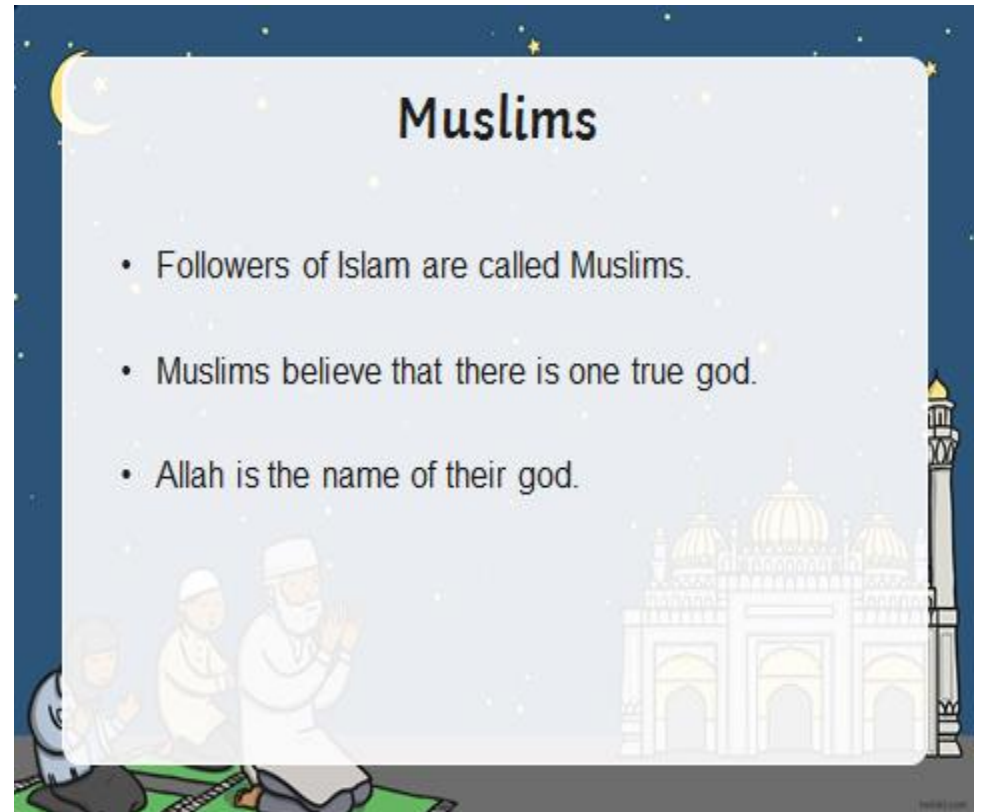 Muslims
• Followers of Islam are called Muslims.
• Muslims believe that there is one true god.
• Allah is the name of their god.